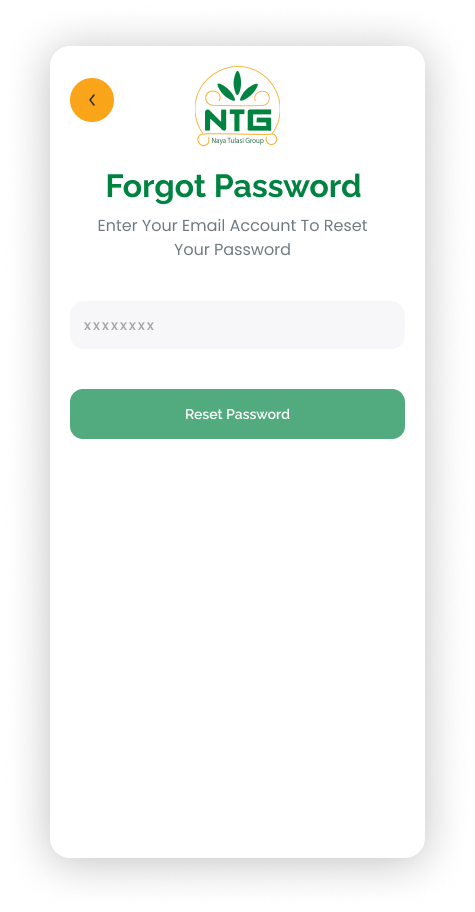 NTG
Naya Tulasi Group
Forgot Password
Enter Your Email Account To Reset
Your Password
xxxxxxxx
Reset Password